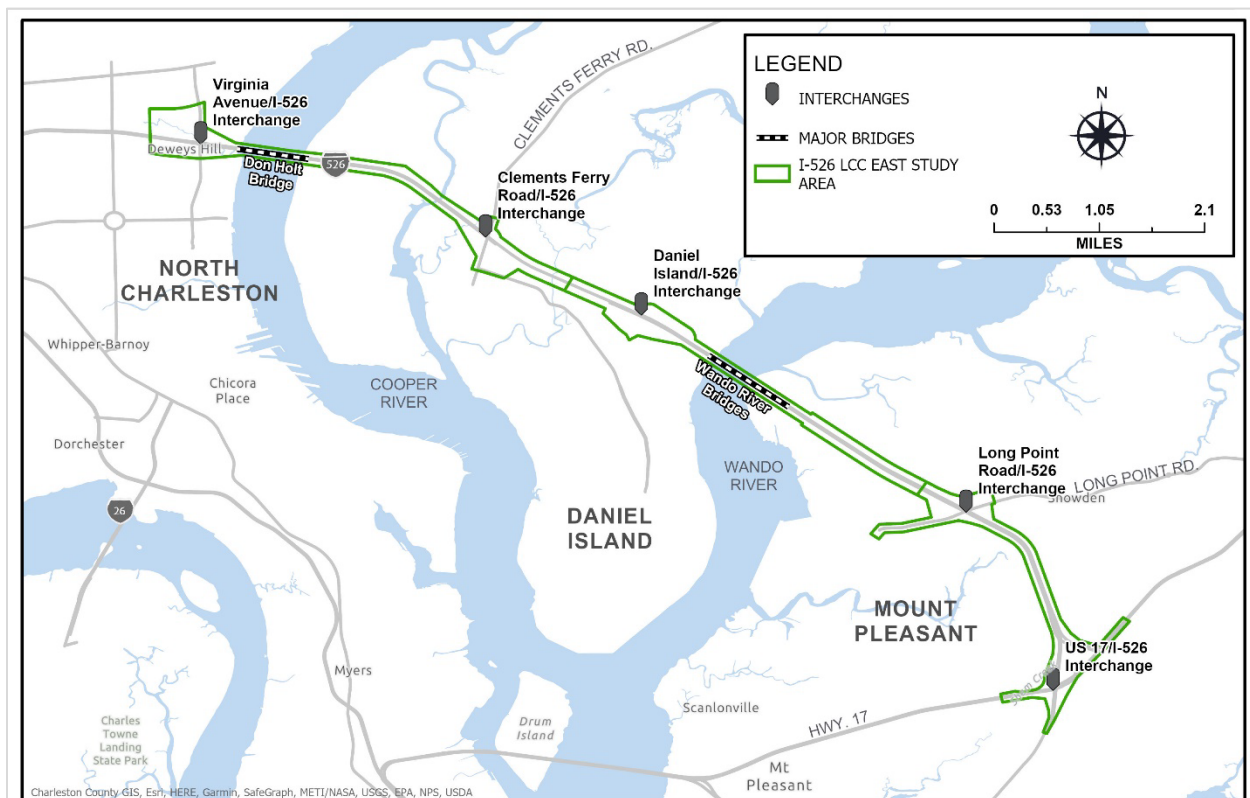 Virginia
Avenue/I-526
Interchange
Deweys Hill
Don Holt
Bridge
526
CLEMENTS FERRY RD.
Clements Ferry
Road/I-526
Interchange
LEGEND
INTERCHANGES
MAJOR BRIDGES
I-526 LCC EAST STUDY
AREA
N
0 0.53 1.05 2.1
MILES
NORTH
CHARLESTON
Daniel
Island/I-526
Interchange
Whipper-Barnoy
Chicora
Place
COOPER
RIVER
Wando River
Bridges
Dorchester
26
WANDO
RIVER
Long Point
Road/I-526
Interchange
LONG POINT RD.
Snowden
DANIEL
ISLAND
MOUNT
PLEASANT
US 17/I-526
Interchange
Myers
Scanlonville
HWY. 17
Charles
Towne
Landing
State Park
Drum
Island
Mt
Pleasant
Charleston County GIS, Esri, HERE, Garmin, SafeGraph, METI/NASA, USGS, EPA, NPS, USDA